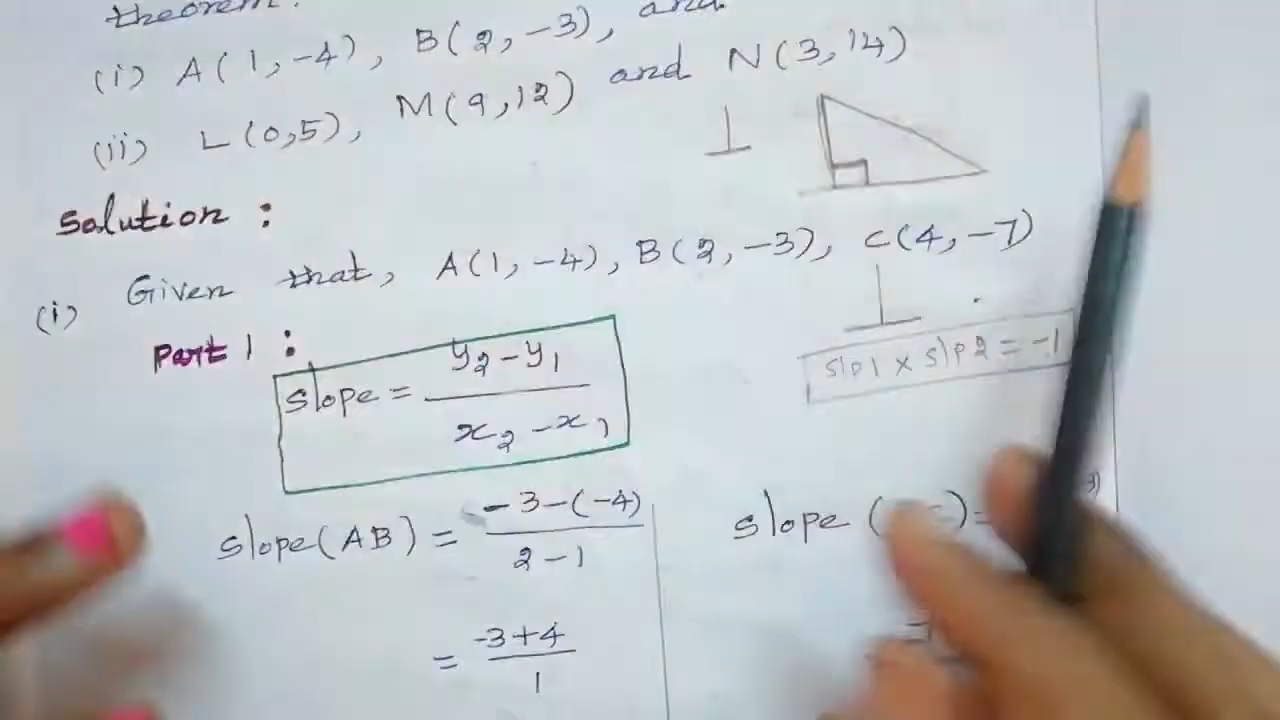 theorem.
(i) A(1,-4), B(2,-3), and
(ii) L(0,5), M(9,12) and N(3,14)
⊥
Solution :
(i) Given that, A(1,-4), B(2,-3), C(4,-7)
Part 1 :
slope = y₂-y₁ / x₂-x₁
slp1 × slp2 = -1
slope(AB) = -3-(-4) / 2-1
slope ( ) =
= -3+4 / 1